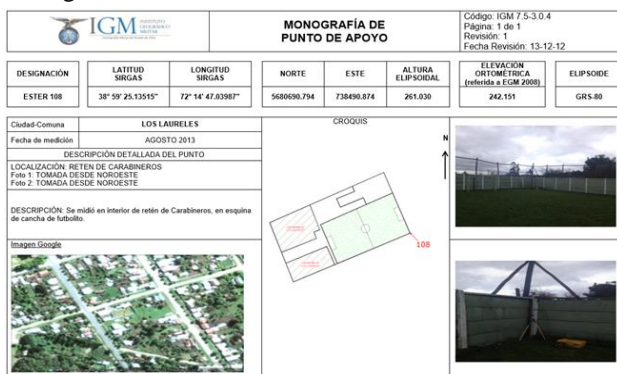 IGM INSTITUTO GEOGRÁFICO MILITAR
MONOGRAFÍA DE
PUNTO DE APOYO
Código: IGM 7.5-3.0.4
Página: 1 de 1
Revisión: 1
Fecha Revisión: 13-12-12
DESIGNACIÓN
LATITUD SIRGAS
LONGITUD SIRGAS
NORTE
ESTE
ALTURA ELIPSOIDAL
ELEVACIÓN ORTOMÉTRICA (referida a EGM 2008)
ELIPSOIDE
ESTER 108
38° 59' 25.13515"
72° 14' 47.03987"
5680690.794
738490.874
261.030
242.151
GRS-80
Ciudad-Comuna
LOS LAURELES
Fecha de medición
AGOSTO 2013
DESCRIPCIÓN DETALLADA DEL PUNTO
LOCALIZACIÓN: RETEN DE CARABINEROS
Foto 1: TOMADA DESDE NOROESTE
Foto 2: TOMADA DESDE NOROESTE
DESCRIPCIÓN: Se midió en interior de retén de Carabineros, en esquina
de cancha de futbolito.
Imagen Google
CROQUIS
N
108